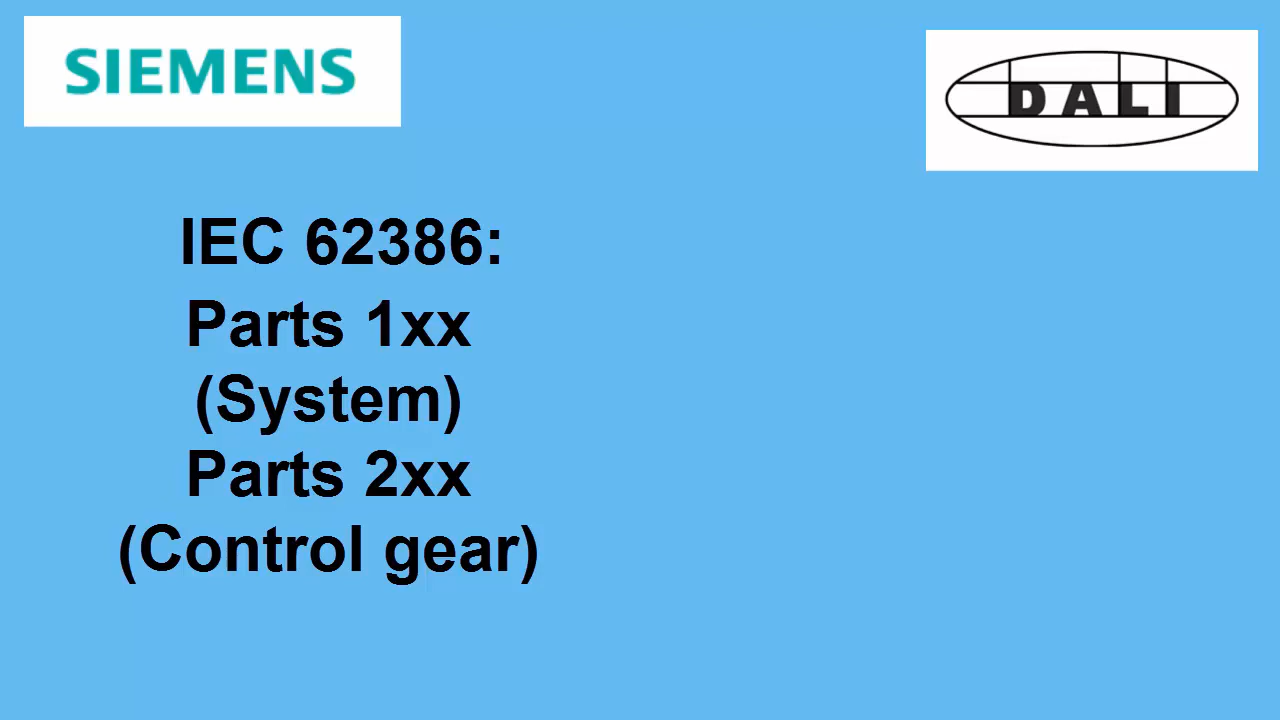 SIEMENS
DALI
IEC 62386:
Parts 1xx
(System)
Parts 2xx
(Control gear)